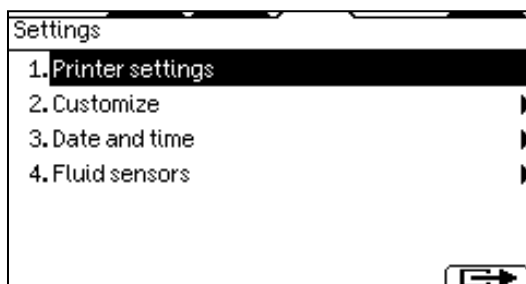 Settings
1. Printer settings
2. Customize
3. Date and time
4. Fluid sensors